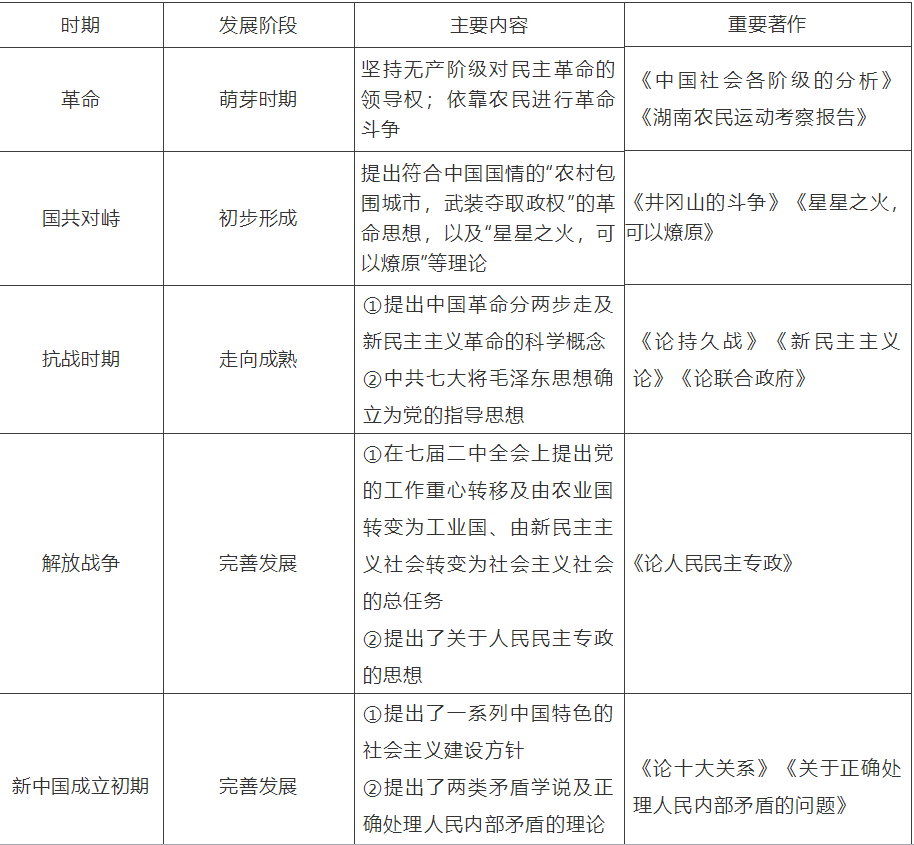 时期 发展阶段 主要内容 重要著作
革命 萌芽时期
坚持无产阶级对民主革命的
领导权；依靠农民进行革命
斗争
《中国社会各阶级的分析》
《湖南农民运动考察报告》
国共对峙 初步形成
提出符合中国国情的“农村包
围城市，武装夺取政权”的革
命思想，以及“星星之火，可
以燎原”等理论
《井冈山的斗争》《星星之火，
可以燎原》
抗战时期 走向成熟
①提出中国革命分两步走及
新民主主义革命的科学概念
②中共七大将毛泽东思想确
立为党的指导思想
《论持久战》《新民主主义
论》《论联合政府》
解放战争 完善发展
①在七届二中全会上提出党
的工作重心转移及由农业国
转变为工业国、由新民主主
义社会转变为社会主义社会
的总任务
②提出了关于人民民主专政
的思想
《论人民民主专政》
新中国成立初期 完善发展
①提出了一系列中国特色的
社会主义建设方针
②提出了两类矛盾学说及正
确处理人民内部矛盾的理论
《论十大关系》《关于正确处
理人民内部矛盾的问题》